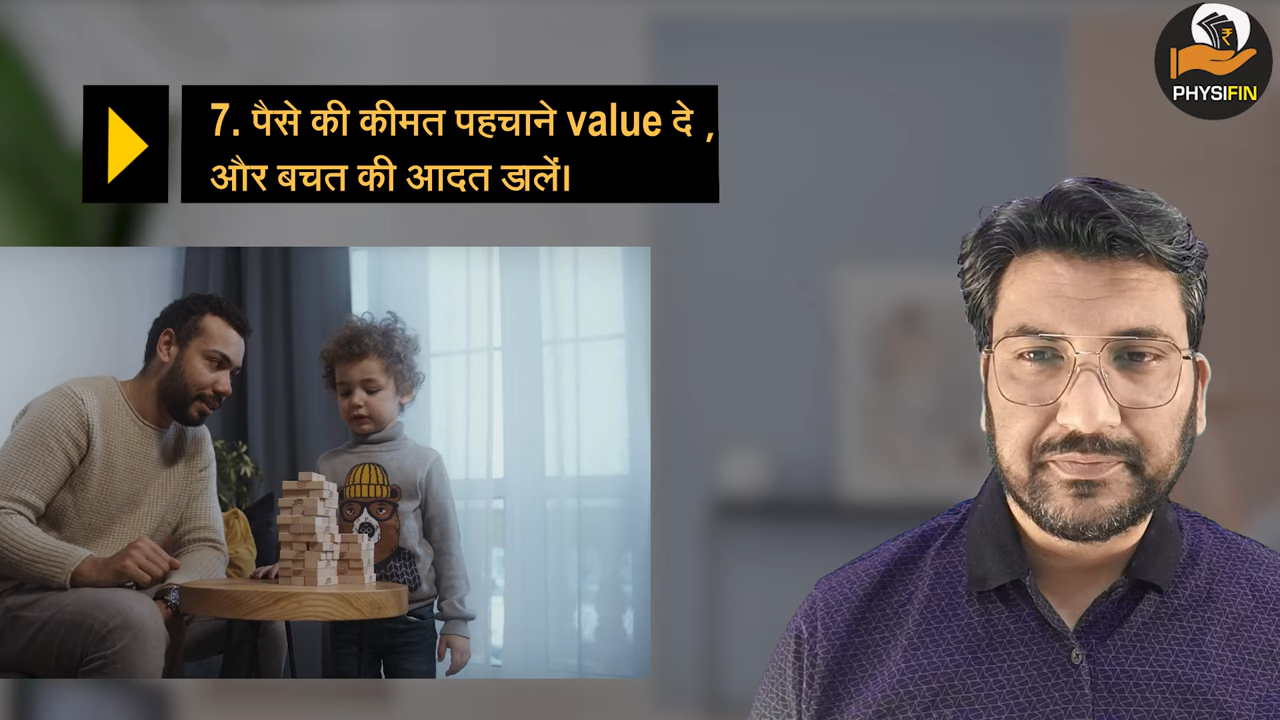 7. पैसे की कीमत पहचाने value दे ,
और बचत की आदत डालें।
₹
PHYSIFIN